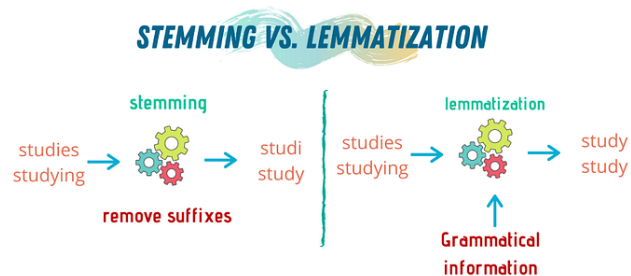 STEMMING VS. LEMMATIZATION
stemming
studies
studying
studi
study
remove suffixes
lemmatization
studies
studying
study
study
Grammatical
information